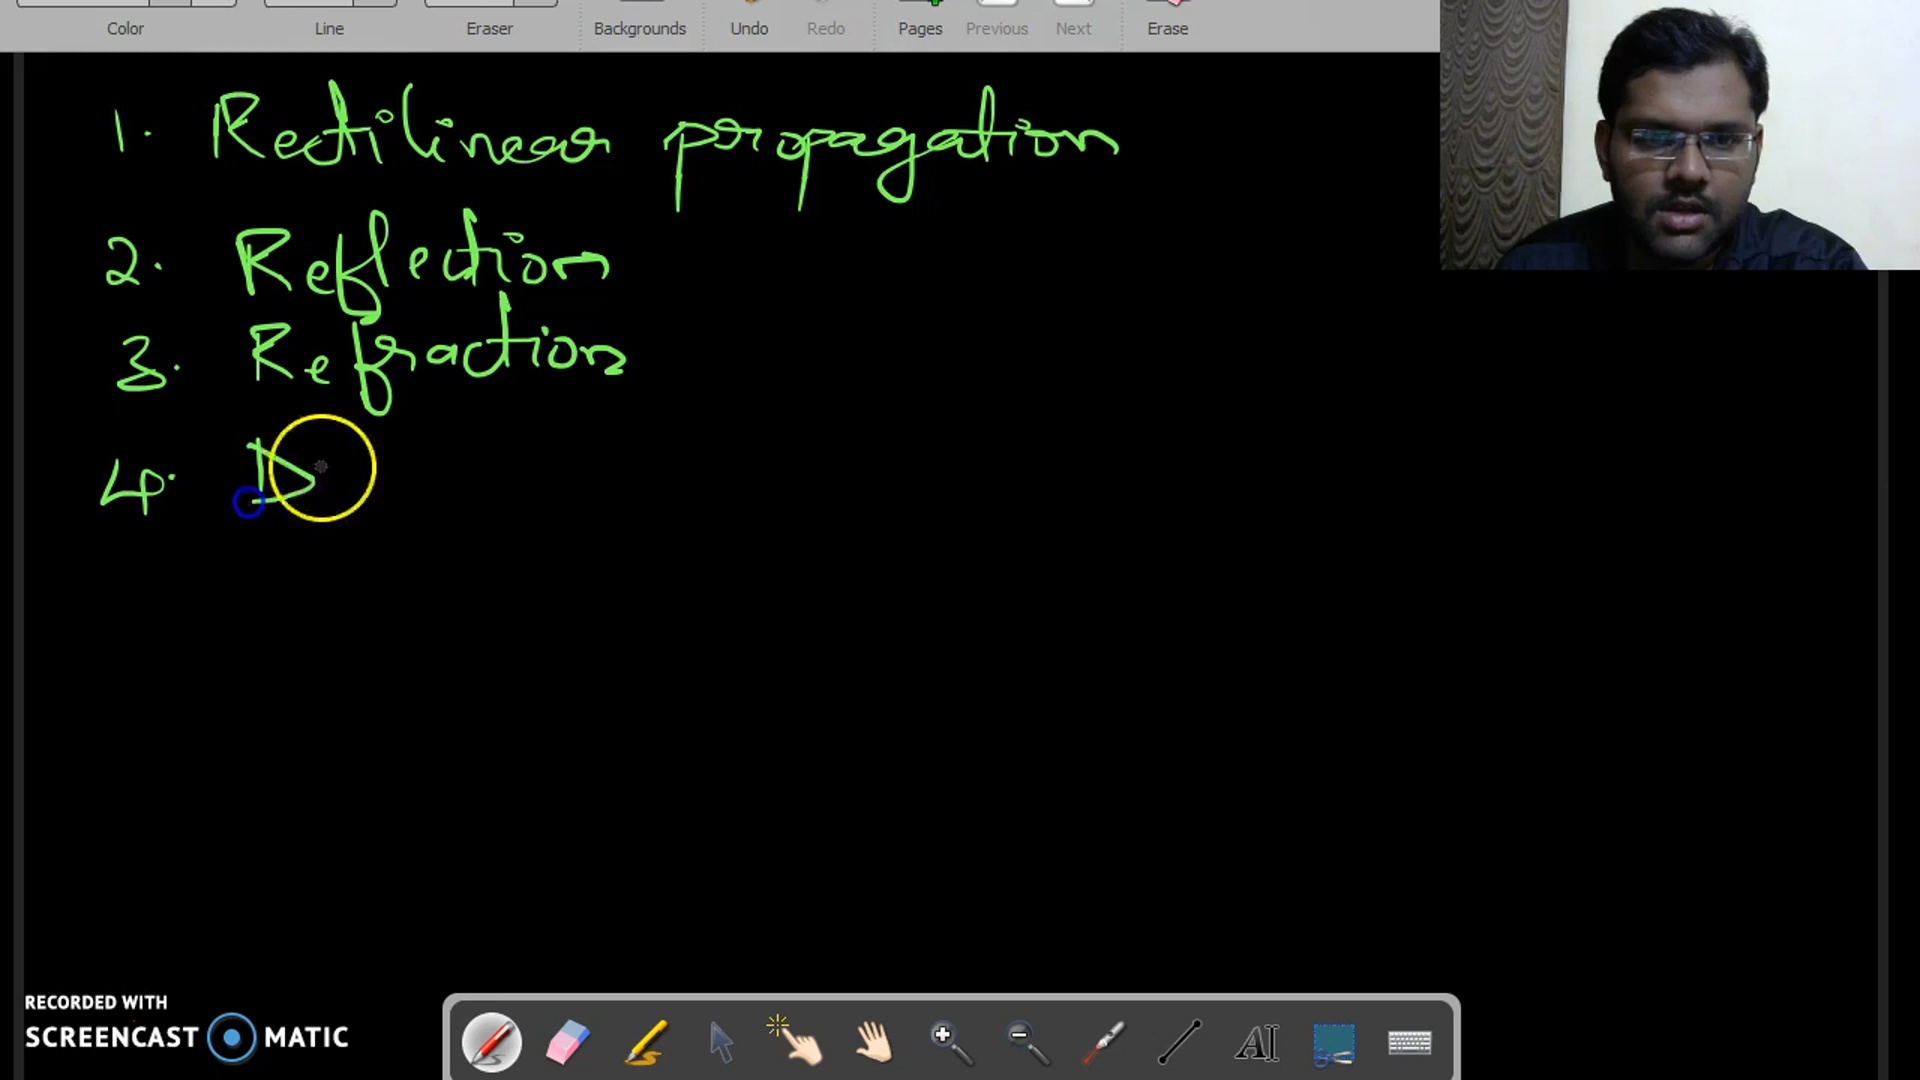 Color Line Eraser Backgrounds Undo Redo Pages Previous Next Erase
1. Rectilinear propagation
2. Reflection
3. Refraction
4. D
RECORDED WITH
SCREENCAST MATIC
AI